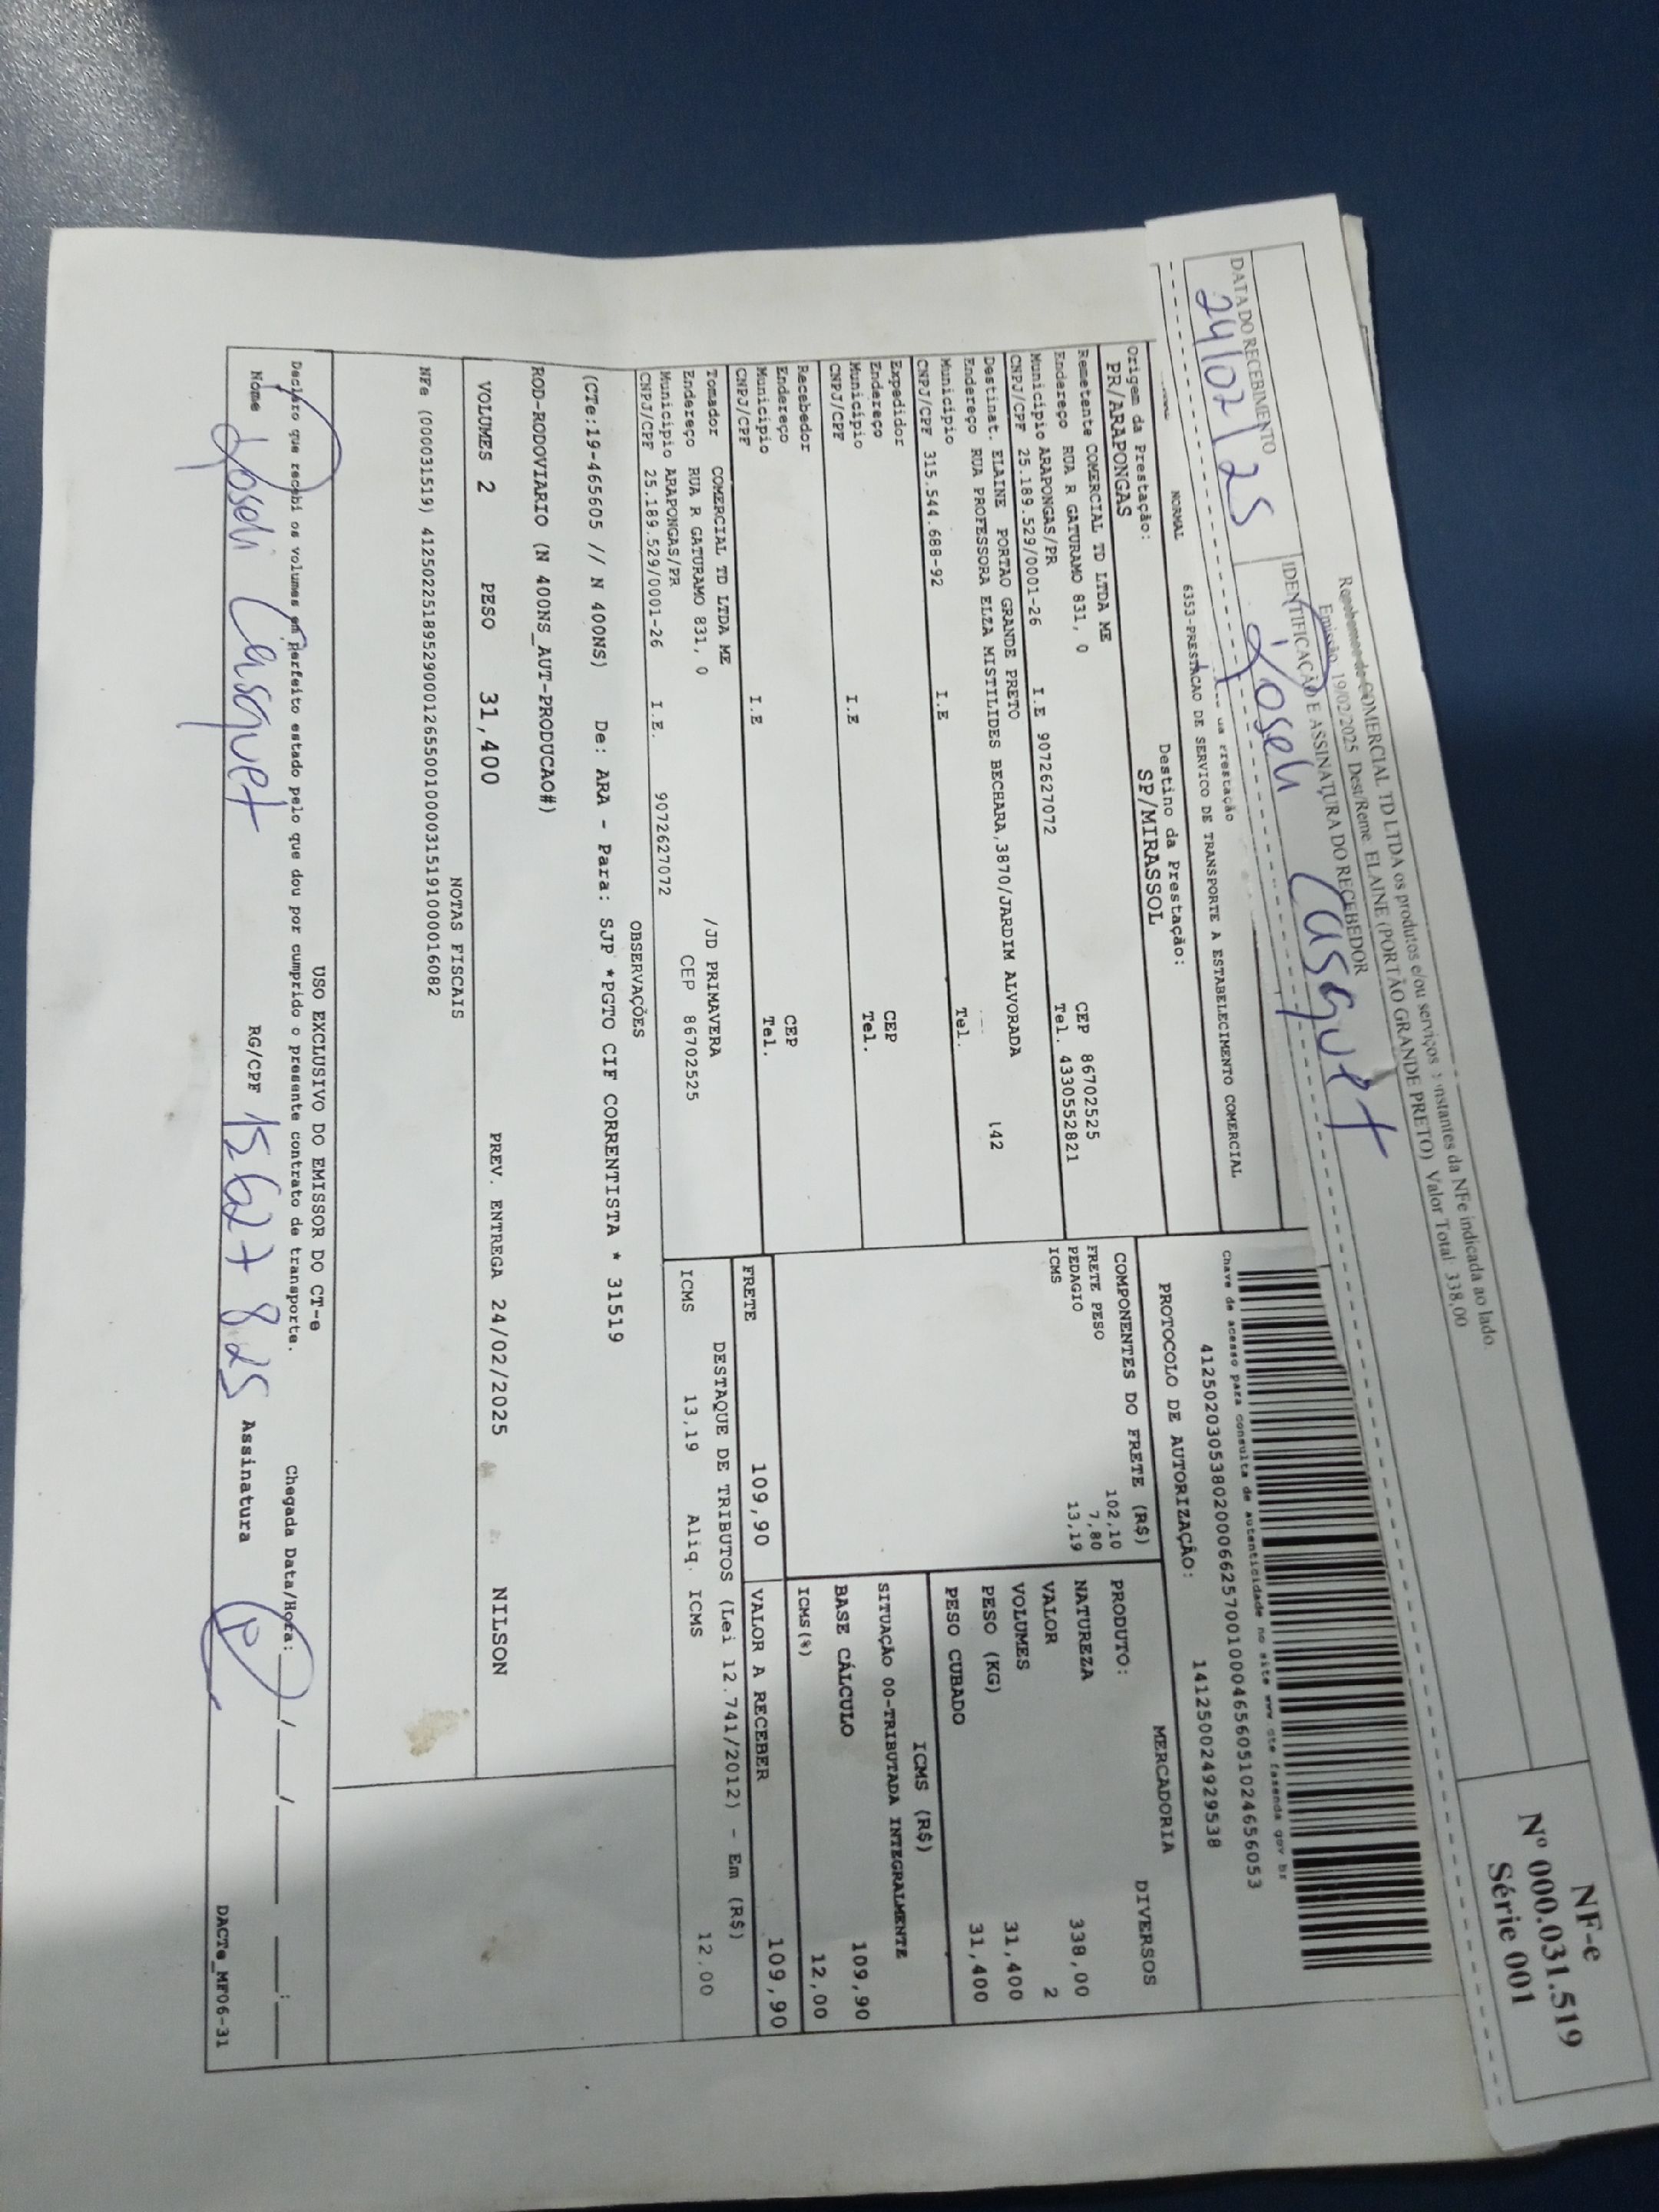 Recebemos de COMERCIAL TD LTDA os produtos e/ou serviços constantes da NFe indicada ao lado.
Emissão: 19/02/2025 Dest/Reme: ELAINE (PORTÃO GRANDE PRETO) Valor Total: 338,00
DATA DO RECEBIMENTO
IDENTIFICAÇÃO E ASSINATURA DO RECEBEDOR
24/02/25
Yoseli Casquet
NF-e
Nº 000.031.519
Série 001
da Prestação
NORMAL 6353-PRESTACAO DE SERVICO DE TRANSPORTE A ESTABELECIMENTO COMERCIAL
Chave de acesso para consulta de autenticidade no site www cte fazenda gov br
41250203053802000662570010004656051024656053
PROTOCOLO DE AUTORIZAÇÃO: 141250024929538
Origem da Prestação:
PR/ARAPONGAS
Destino da Prestação:
SP/MIRASSOL
Remetente COMERCIAL TD LTDA ME
Endereço RUA R GATURAMO 831, 0 CEP 86702525
Município ARAPONGAS/PR Tel. 4330552821
CNPJ/CPF 25.189.529/0001-26 I.E 9072627072
Destinat. ELAINE PORTAO GRANDE PRETO
Endereço RUA PROFESSORA ELZA MISTILIDES BECHARA,3870/JARDIM ALVORADA 142
Município Tel.
CNPJ/CPF 315.544.688-92 I.E
Expedidor
Endereço CEP
Município Tel.
CNPJ/CPF I.E
Recebedor
Endereço CEP
Município Tel.
CNPJ/CPF I.E
Tomador COMERCIAL TD LTDA ME
Endereço RUA R GATURAMO 831, 0 /JD PRIMAVERA
Município ARAPONGAS/PR CEP 86702525
CNPJ/CPF 25.189.529/0001-26 I.E. 9072627072
COMPONENTES DO FRETE (R$)
FRETE PESO 102,10
PEDAGIO 7,80
ICMS 13,19
FRETE 109,90
MERCADORIA
PRODUTO: DIVERSOS
NATUREZA
VALOR 338,00
VOLUMES 2
PESO (KG) 31,400
PESO CUBADO 31,400
ICMS (R$)
SITUAÇÃO 00-TRIBUTADA INTEGRALMENTE
BASE CÁLCULO 109,90
ICMS(%) 12,00
VALOR A RECEBER 109,90
DESTAQUE DE TRIBUTOS (Lei 12.741/2012) - Em (R$)
ICMS 13,19 Aliq. ICMS 12,00
OBSERVAÇÕES
(CTe:19-465605 // N 400NS) De: ARA - Para: SJP *PGTO CIF CORRENTISTA * 31519
ROD-RODOVIARIO (N 400NS_AUT-PRODUCAO#)
VOLUMES 2 PESO 31,400 PREV. ENTREGA 24/02/2025 NILSON
NOTAS FISCAIS
NFe (000031519) 41250225189529000126550010000315191000016082
USO EXCLUSIVO DO EMISSOR DO CT-e
Declaro que recebi os volumes em perfeito estado pelo que dou por cumprido o presente contrato de transporte. Chegada Data/Hora: ___/___/______ ___:___
Nome Yoseli Casquet RG/CPF 15627825 Assinatura
DACTe_MF06-31